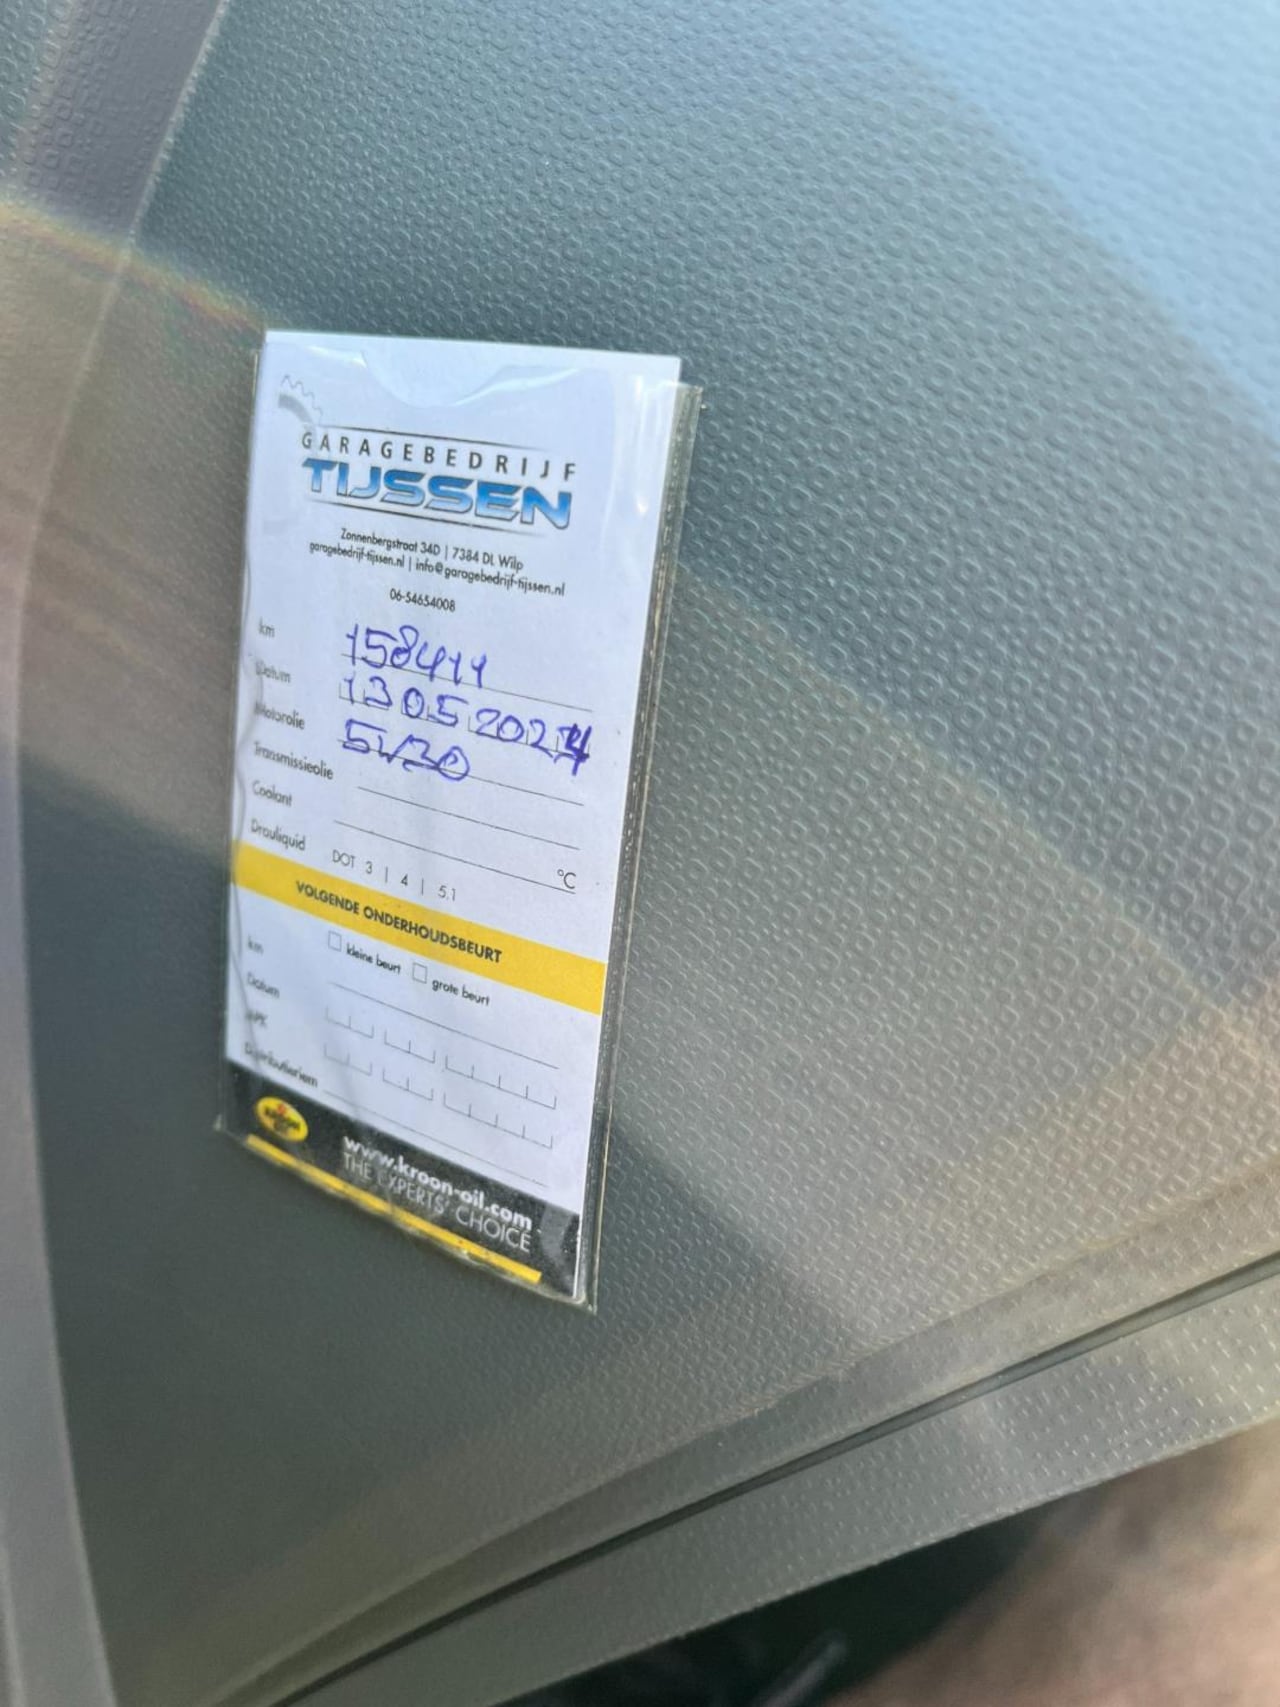 GARAGEBEDRIJF
TIJSSEN
Zonnenbergstraat 34D | 7384 DL Wilp
garagebedrijf-tijssen.nl | info@garagebedrijf-tijssen.nl
06-54654008
km 158411
Datum 13 05 2024
Motorolie 5W30
Transmissieolie
Coolant °C
Drauliquid DOT 3 | 4 | 5.1
VOLGENDE ONDERHOUDSBEURT
kleine beurt grote beurt
km
Datum
APK
Distributieriem
KROON
www.kroon-oil.com
THE EXPERTS' CHOICE